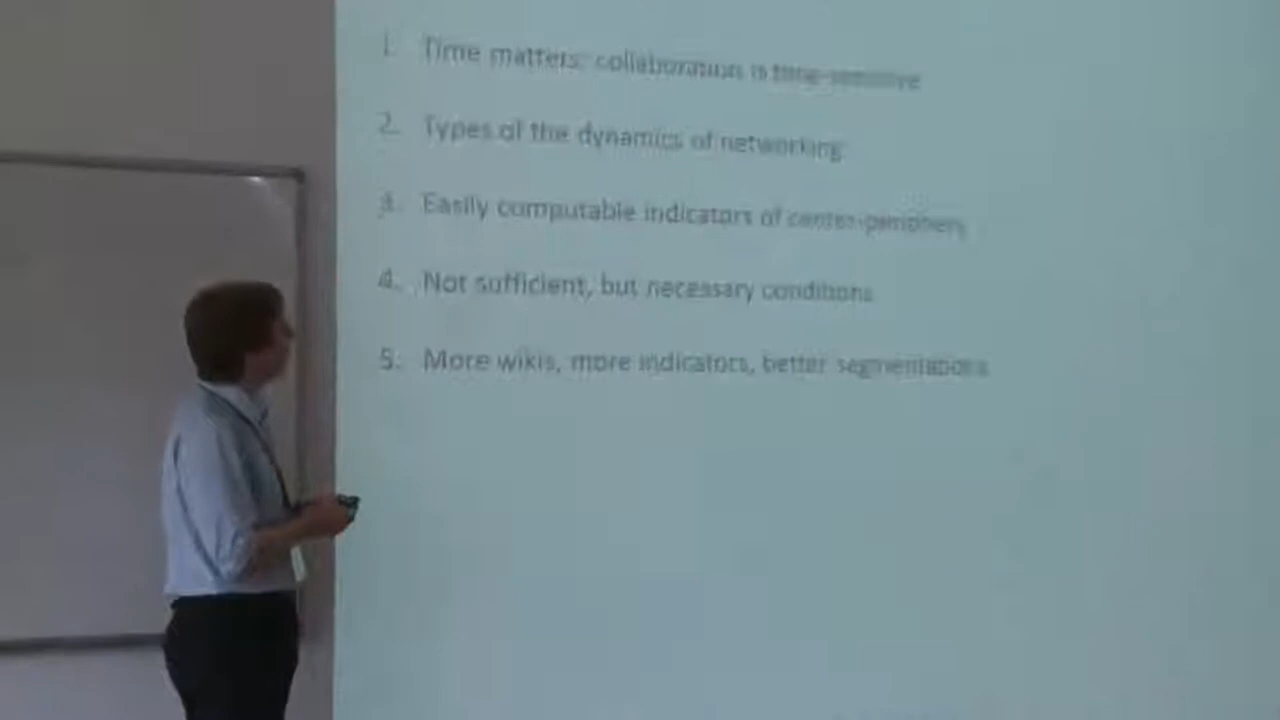 1. Time matters: collaboration is time-sensitive
2. Types of the dynamics of networking
3. Easily computable indicators of center-periphery
4. Not sufficient, but necessary conditions
5. More wikis, more indicators, better segmentations